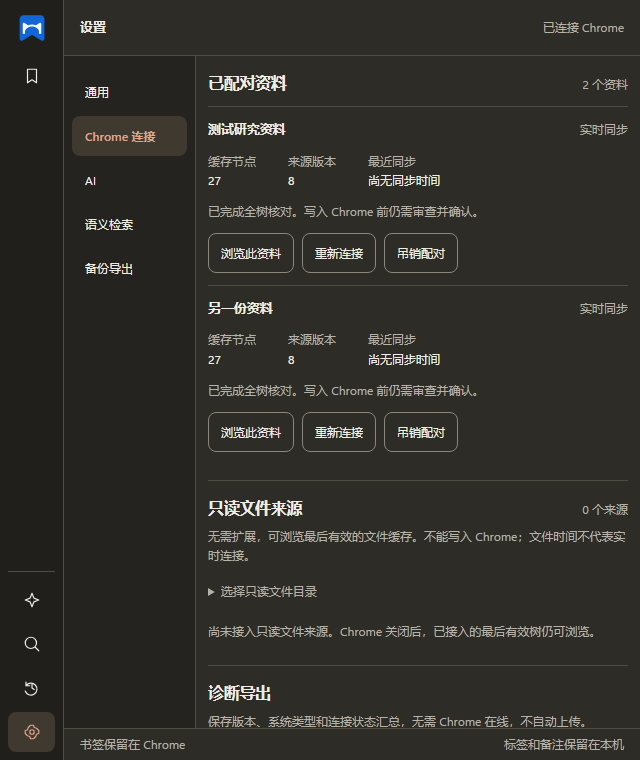 设置
已连接 Chrome
通用
Chrome 连接
AI
语义检索
备份导出
已配对资料
2 个资料
测试研究资料
实时同步
缓存节点 来源版本 最近同步
27 8 尚无同步时间
已完成全树核对。写入 Chrome 前仍需审查并确认。
浏览此资料 重新连接 吊销配对
另一份资料
实时同步
缓存节点 来源版本 最近同步
27 8 尚无同步时间
已完成全树核对。写入 Chrome 前仍需审查并确认。
浏览此资料 重新连接 吊销配对
只读文件来源
0 个来源
无需扩展，可浏览最后有效的文件缓存。不能写入 Chrome；文件时间不代表实
时连接。
选择只读文件目录
尚未接入只读文件来源。Chrome 关闭后，已接入的最后有效树仍可浏览。
诊断导出
保存版本、系统类型和连接状态汇总，无需 Chrome 在线，不自动上传。
书签保留在 Chrome
标签和备注保留在本机